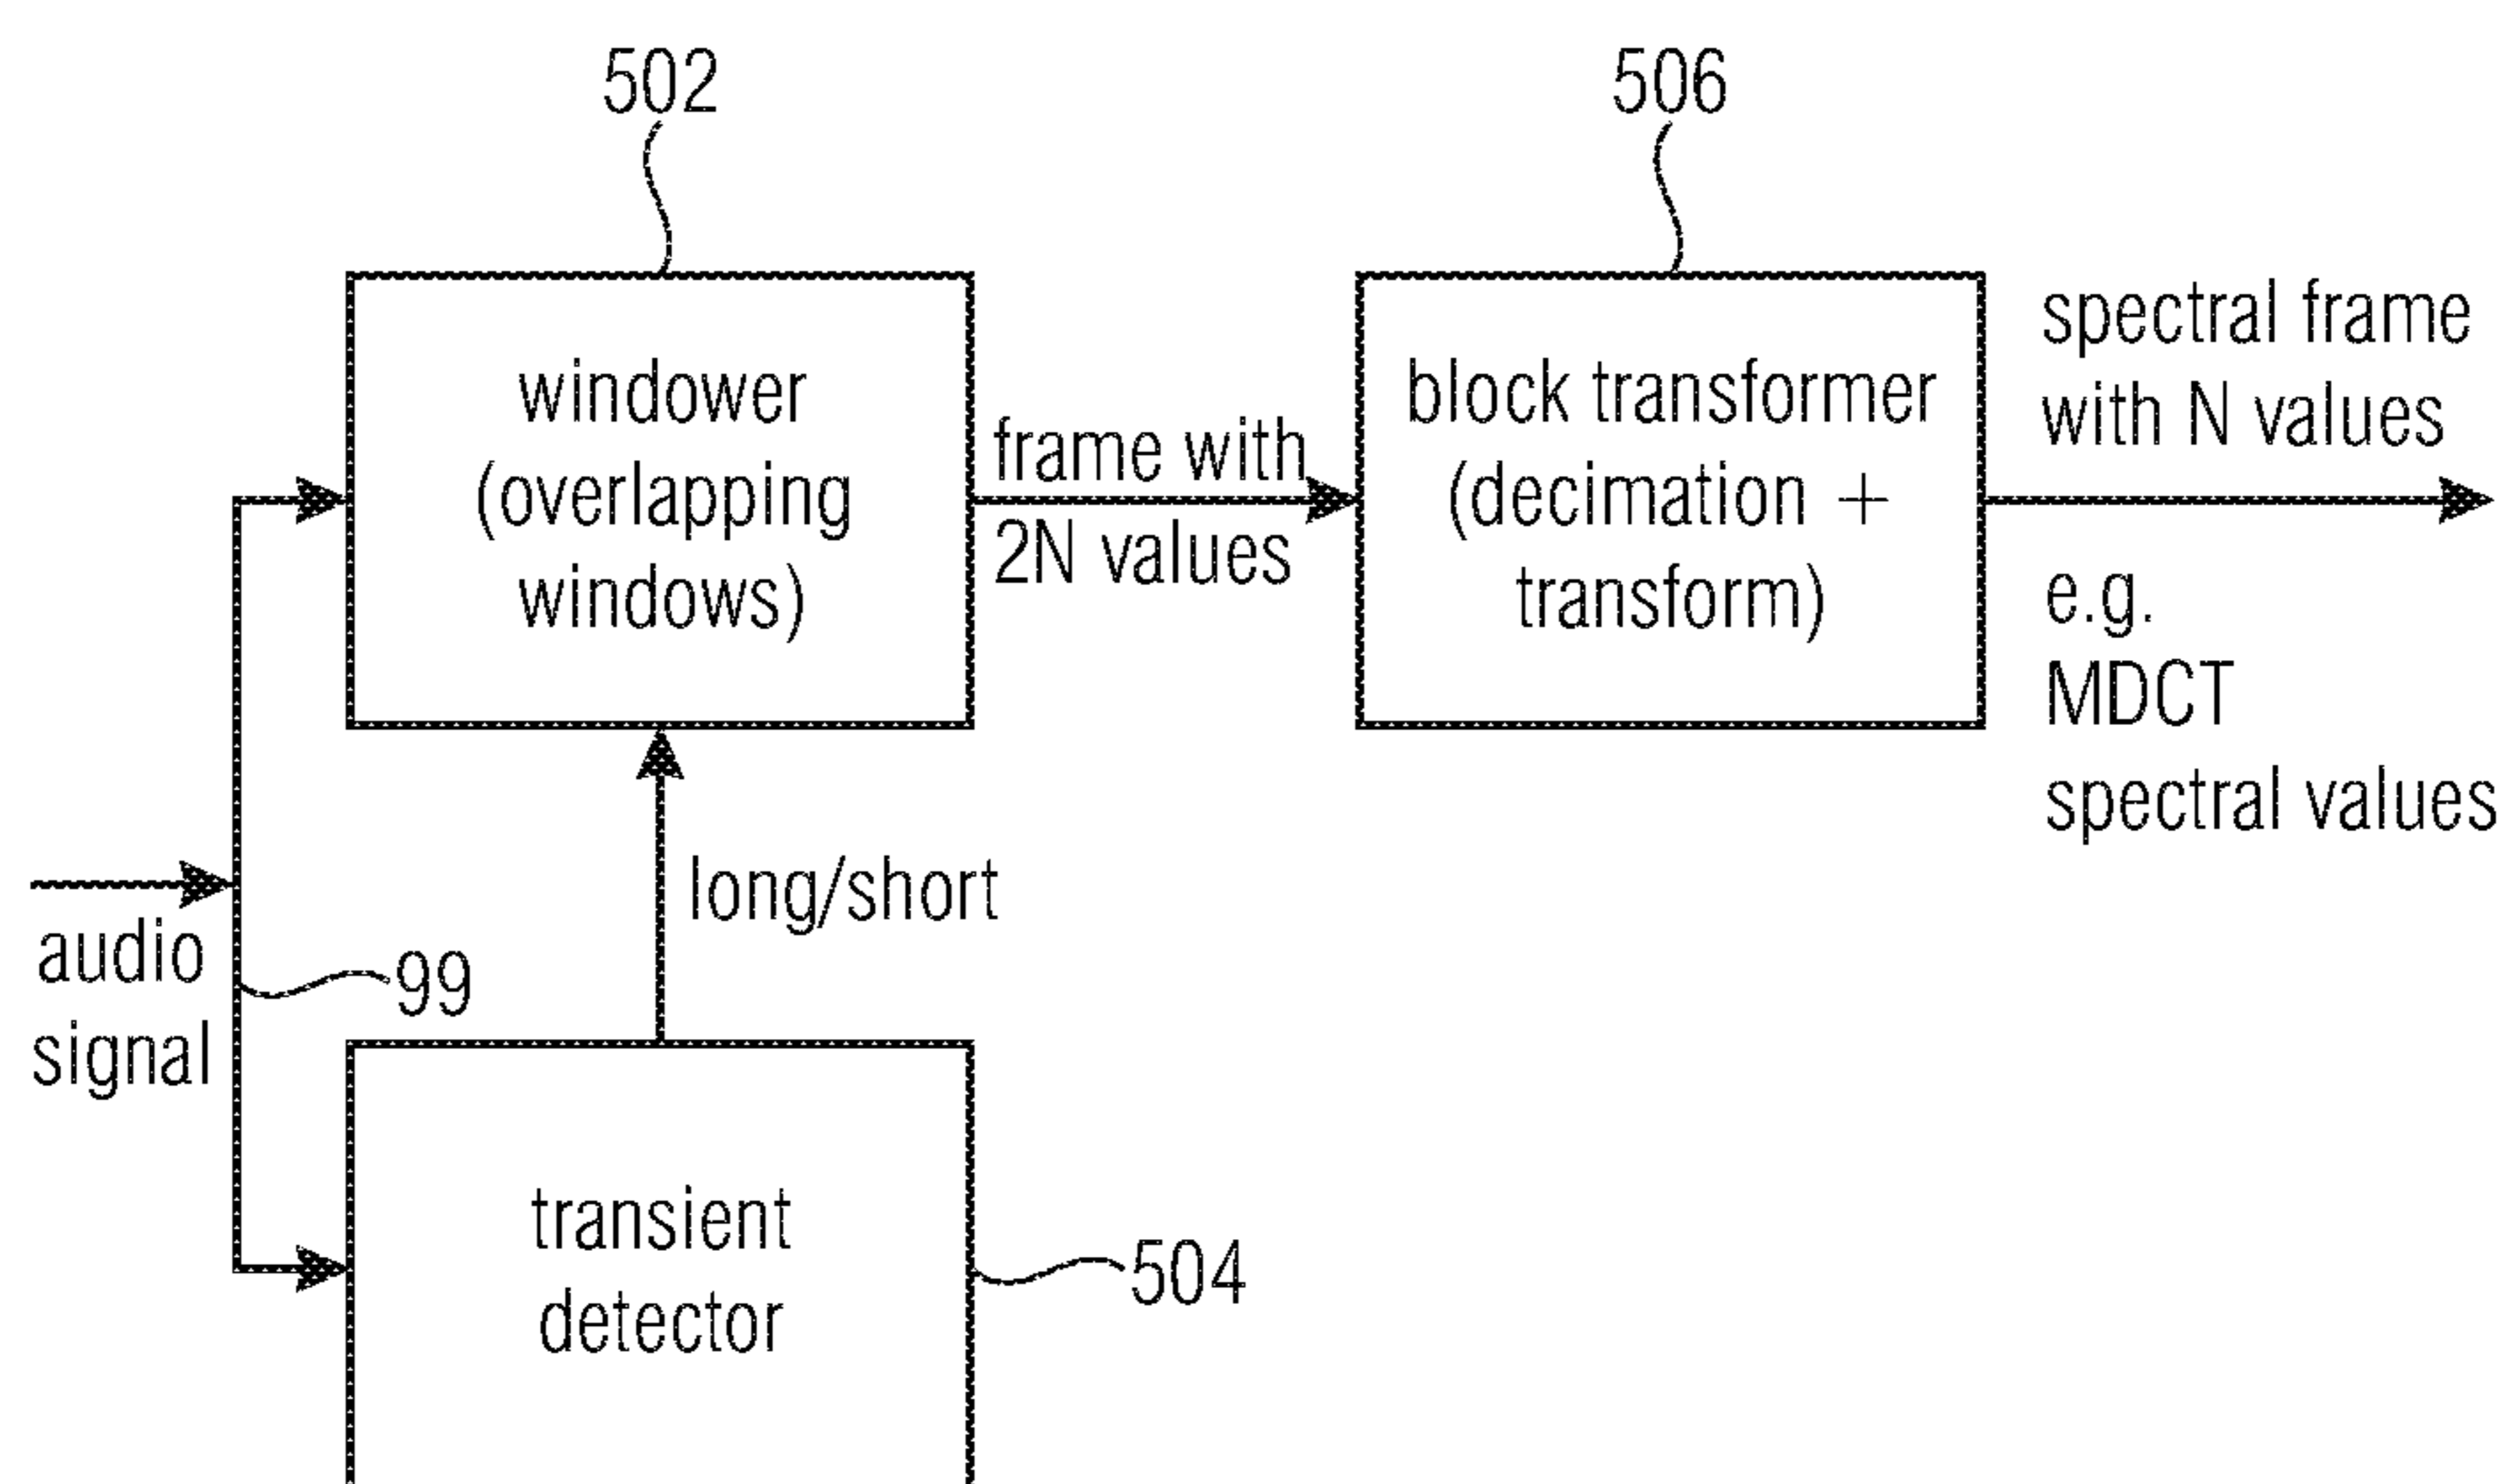 502
506
windower
(overlapping
windows)
frame with
2N values
block transformer
(decimation +
transform)
spectral frame
with N values
e.g.
MDCT
spectral values
long/short
audio
signal
99
transient
detector
504